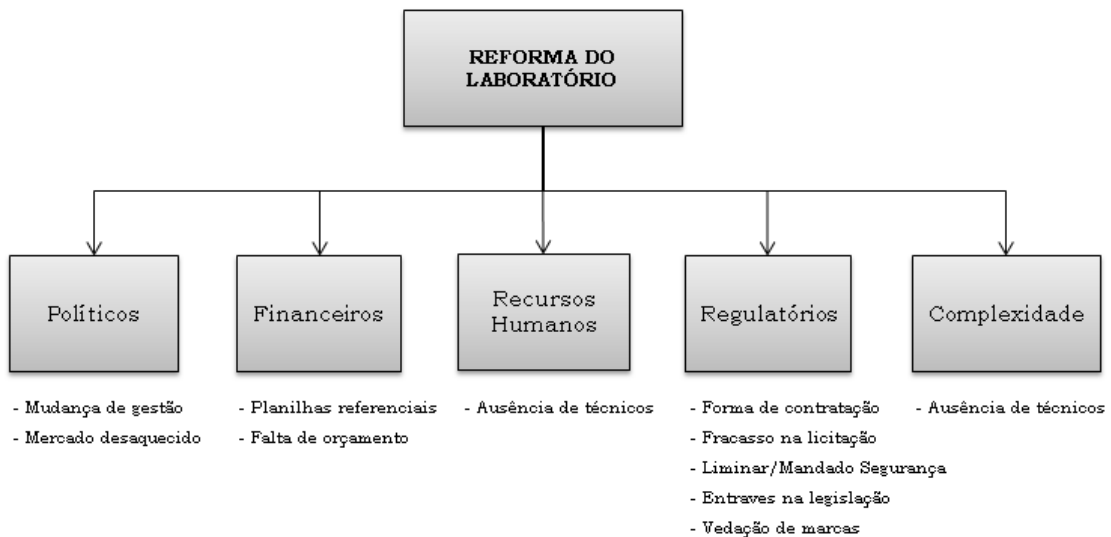 REFORMA DO
LABORATÓRIO
Políticos
Financeiros
Recursos
Humanos
Regulatórios
Complexidade
- Mudança de gestão
- Mercado desaquecido
- Planilhas referenciais
- Falta de orçamento
- Ausência de técnicos
- Forma de contratação
- Fracasso na licitação
- Liminar/Mandado Segurança
- Entraves na legislação
- Vedação de marcas
- Ausência de técnicos